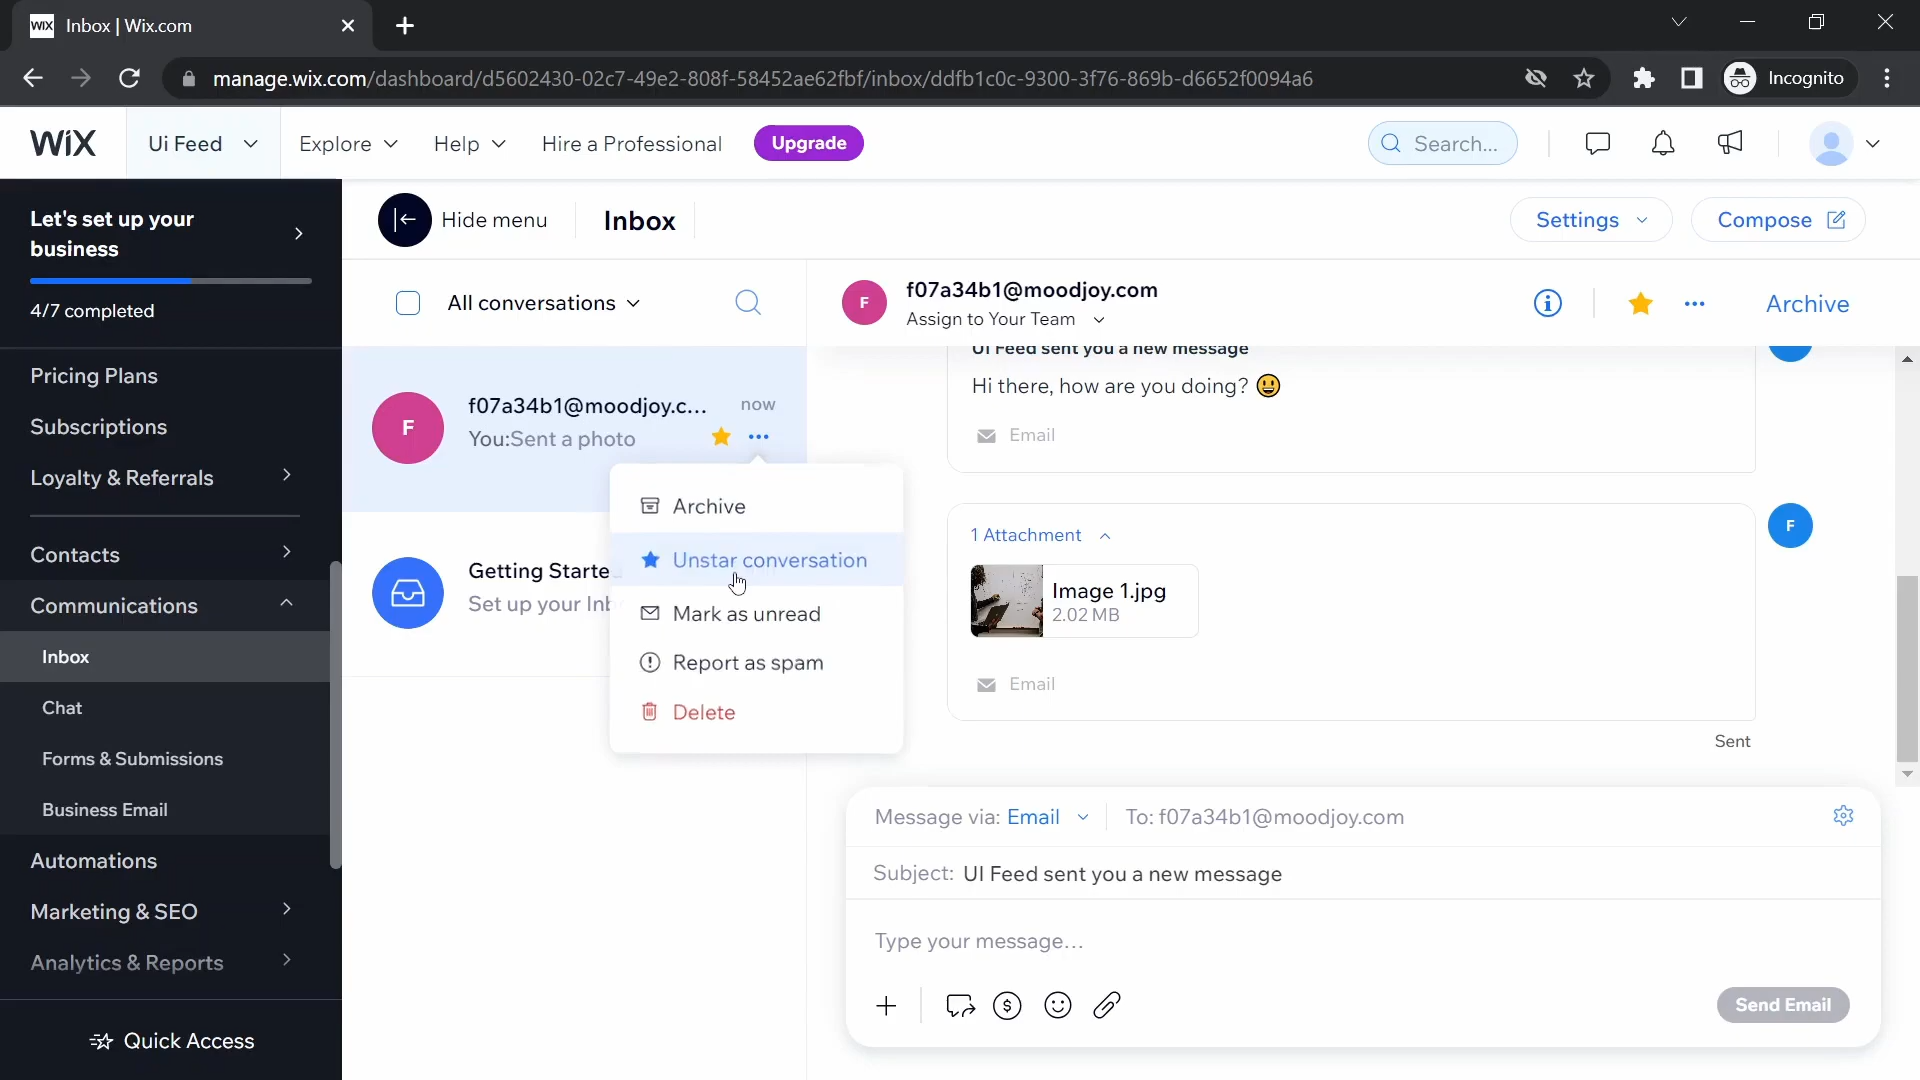 WIX Inbox | Wix.com
manage.wix.com/dashboard/d5602430-02c7-49e2-808f-58452ae62fbf/inbox/ddfb1c0c-9300-3f76-869b-d6652f0094a6
Incognito
WIX
Ui Feed
Explore
Help
Hire a Professional
Upgrade
Search...
Let's set up your
business
4/7 completed
Pricing Plans
Subscriptions
Loyalty & Referrals
Contacts
Communications
Inbox
Chat
Forms & Submissions
Business Email
Automations
Marketing & SEO
Analytics & Reports
Quick Access
Hide menu
Inbox
Settings
Compose
All conversations
F
f07a34b1@moodjoy.c...
now
You:Sent a photo
Getting Starte
Set up your Inb
Archive
Unstar conversation
Mark as unread
Report as spam
Delete
F
f07a34b1@moodjoy.com
Assign to Your Team
Archive
UI Feed sent you a new message
Hi there, how are you doing? 😃
Email
1 Attachment
F
Image 1.jpg
2.02 MB
Email
Sent
Message via: Email
To: f07a34b1@moodjoy.com
Subject: UI Feed sent you a new message
Type your message...
Send Email